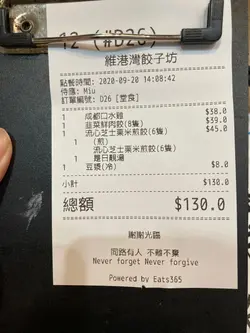 12 (#D26)
維港灣餃子坊
點餐時間: 2020-09-20 14:08:42
侍應: Miu
訂單編號: D26 [堂食]
1 成都口水雞 $38.0
1 韭菜鮮肉餃(8隻) $39.0
1 流心芝士粟米煎餃(6隻) $45.0
1 (煎)
流心芝士粟米煎餃(6隻)
1 是日靚湯
1 豆漿(冷) $8.0
小計 $130.0
總額 $130.0
謝謝光臨
同路有人 不離不棄
Never forget Never forgive
Powered by Eats365